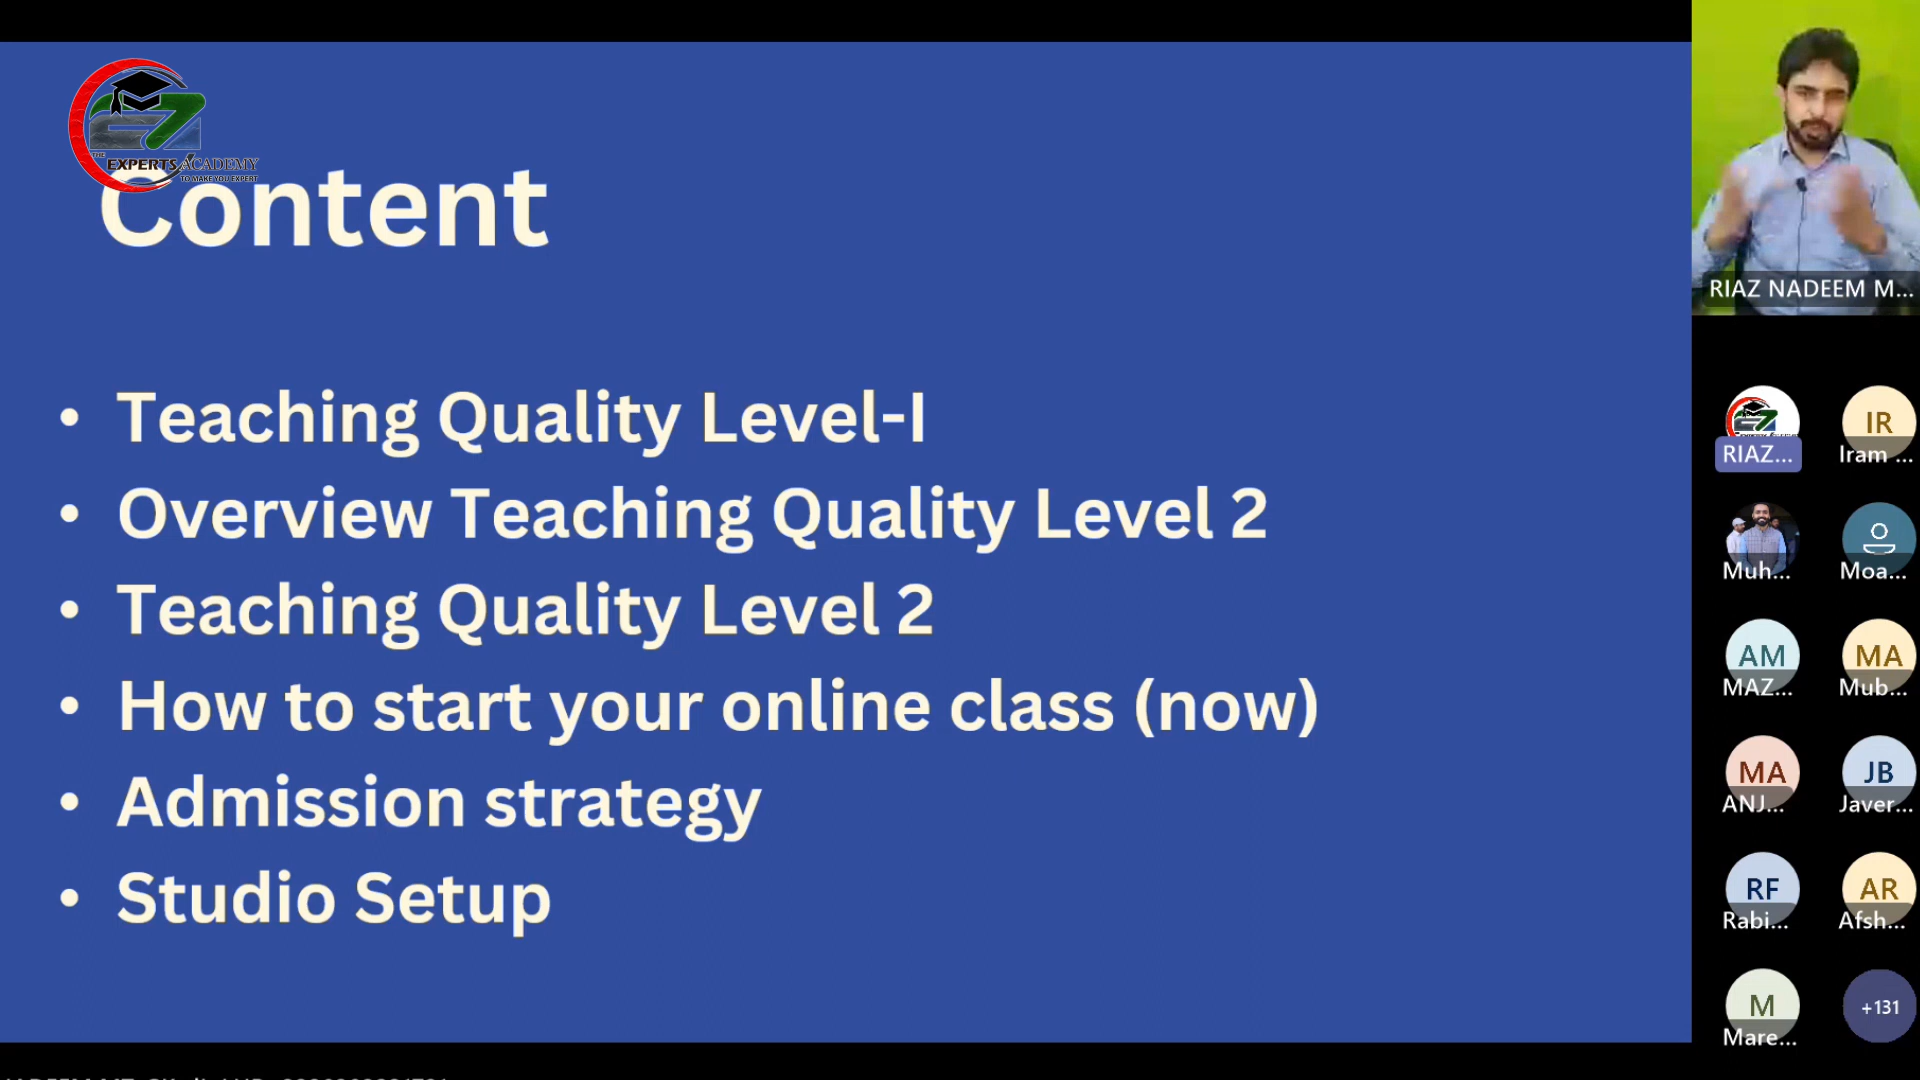 THE
EXPERTS ACADEMY
TO MAKE YOU EXPERT
Content
• Teaching Quality Level-I
• Overview Teaching Quality Level 2
• Teaching Quality Level 2
• How to start your online class (now)
• Admission strategy
• Studio Setup
RIAZ NADEEM M...
RIAZ...
IR
Iram ...
Muh...
Moa...
AM
MAZ...
MA
Mub...
MA
ANJ...
JB
Javer...
RF
Rabi...
AR
Afsh...
M
Mare...
+131